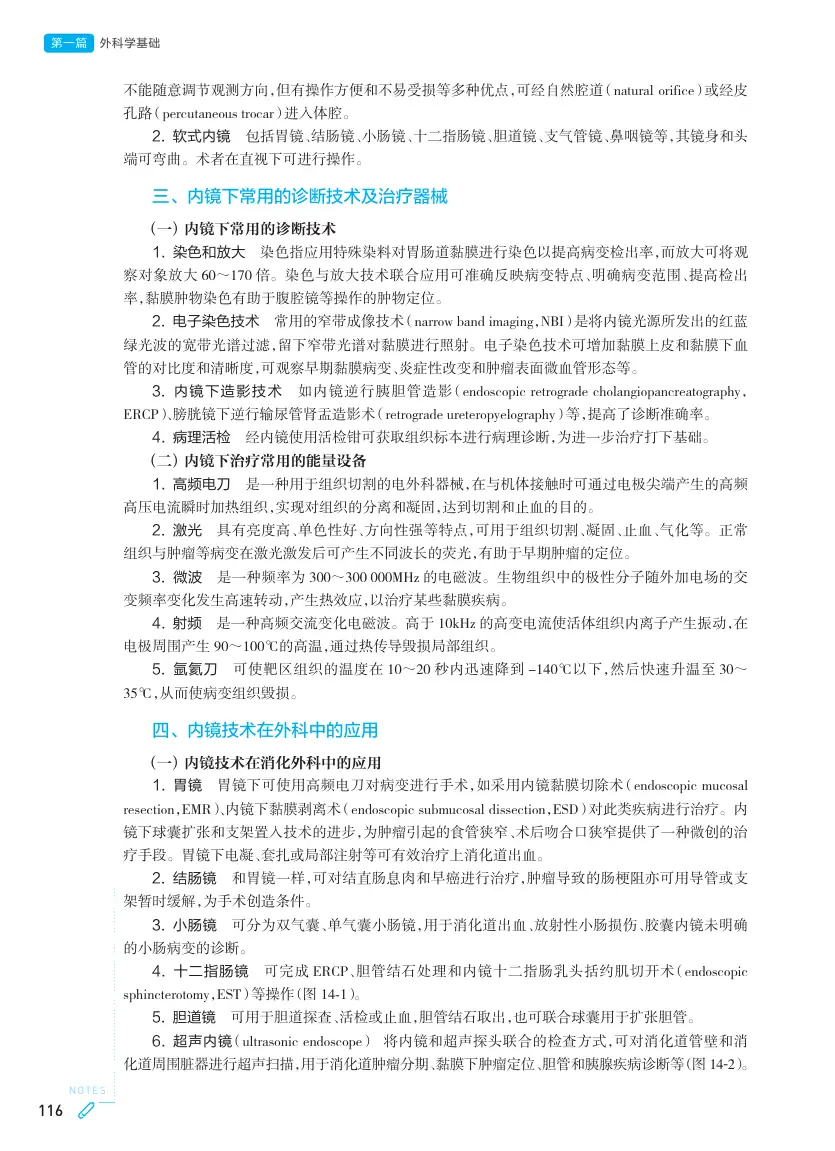 第一篇 外科学基础
不能随意调节观测方向,但有操作方便和不易受损等多种优点,可经自然腔道(natural orifice)或经皮
孔路(percutaneous trocar)进入体腔。
2. 软式内镜 包括胃镜、结肠镜、小肠镜、十二指肠镜、胆道镜、支气管镜、鼻咽镜等,其镜身和头
端可弯曲。术者在直视下可进行操作。
三、内镜下常用的诊断技术及治疗器械
(一)内镜下常用的诊断技术
1. 染色和放大 染色指应用特殊染料对胃肠道黏膜进行染色以提高病变检出率,而放大可将观
察对象放大 60～170 倍。染色与放大技术联合应用可准确反映病变特点、明确病变范围、提高检出
率,黏膜肿物染色有助于腹腔镜等操作的肿物定位。
2. 电子染色技术 常用的窄带成像技术(narrow band imaging,NBI)是将内镜光源所发出的红蓝
绿光波的宽带光谱过滤,留下窄带光谱对黏膜进行照射。电子染色技术可增加黏膜上皮和黏膜下血
管的对比度和清晰度,可观察早期黏膜病变、炎症性改变和肿瘤表面微血管形态等。
3. 内镜下造影技术 如内镜逆行胰胆管造影(endoscopic retrograde cholangiopancreatography,
ERCP)、膀胱镜下逆行输尿管肾盂造影术(retrograde ureteropyelography)等,提高了诊断准确率。
4. 病理活检 经内镜使用活检钳可获取组织标本进行病理诊断,为进一步治疗打下基础。
(二)内镜下治疗常用的能量设备
1. 高频电刀 是一种用于组织切割的电外科器械,在与机体接触时可通过电极尖端产生的高频
高压电流瞬时加热组织,实现对组织的分离和凝固,达到切割和止血的目的。
2. 激光 具有亮度高、单色性好、方向性强等特点,可用于组织切割、凝固、止血、气化等。正常
组织与肿瘤等病变在激光激发后可产生不同波长的荧光,有助于早期肿瘤的定位。
3. 微波 是一种频率为 300～300 000MHz 的电磁波。生物组织中的极性分子随外加电场的交
变频率变化发生高速转动,产生热效应,以治疗某些黏膜疾病。
4. 射频 是一种高频交流变化电磁波。高于 10kHz 的高变电流使活体组织内离子产生振动,在
电极周围产生 90～100℃的高温,通过热传导毁损局部组织。
5. 氩氦刀 可使靶区组织的温度在 10～20 秒内迅速降到 –140℃以下,然后快速升温至 30～
35℃,从而使病变组织毁损。
四、内镜技术在外科中的应用
(一)内镜技术在消化外科中的应用
1. 胃镜 胃镜下可使用高频电刀对病变进行手术,如采用内镜黏膜切除术(endoscopic mucosal
resection,EMR)、内镜下黏膜剥离术(endoscopic submucosal dissection,ESD)对此类疾病进行治疗。内
镜下球囊扩张和支架置入技术的进步,为肿瘤引起的食管狭窄、术后吻合口狭窄提供了一种微创的治
疗手段。胃镜下电凝、套扎或局部注射等可有效治疗上消化道出血。
2. 结肠镜 和胃镜一样,可对结直肠息肉和早癌进行治疗,肿瘤导致的肠梗阻亦可用导管或支
架暂时缓解,为手术创造条件。
3. 小肠镜 可分为双气囊、单气囊小肠镜,用于消化道出血、放射性小肠损伤、胶囊内镜未明确
的小肠病变的诊断。
4. 十二指肠镜 可完成 ERCP、胆管结石处理和内镜十二指肠乳头括约肌切开术(endoscopic
sphincterotomy,EST)等操作(图 14-1)。
5. 胆道镜 可用于胆道探查、活检或止血,胆管结石取出,也可联合球囊用于扩张胆管。
6. 超声内镜(ultrasonic endoscope) 将内镜和超声探头联合的检查方式,可对消化道管壁和消
化道周围脏器进行超声扫描,用于消化道肿瘤分期、黏膜下肿瘤定位、胆管和胰腺疾病诊断等(图 14-2)。
NOTES
116